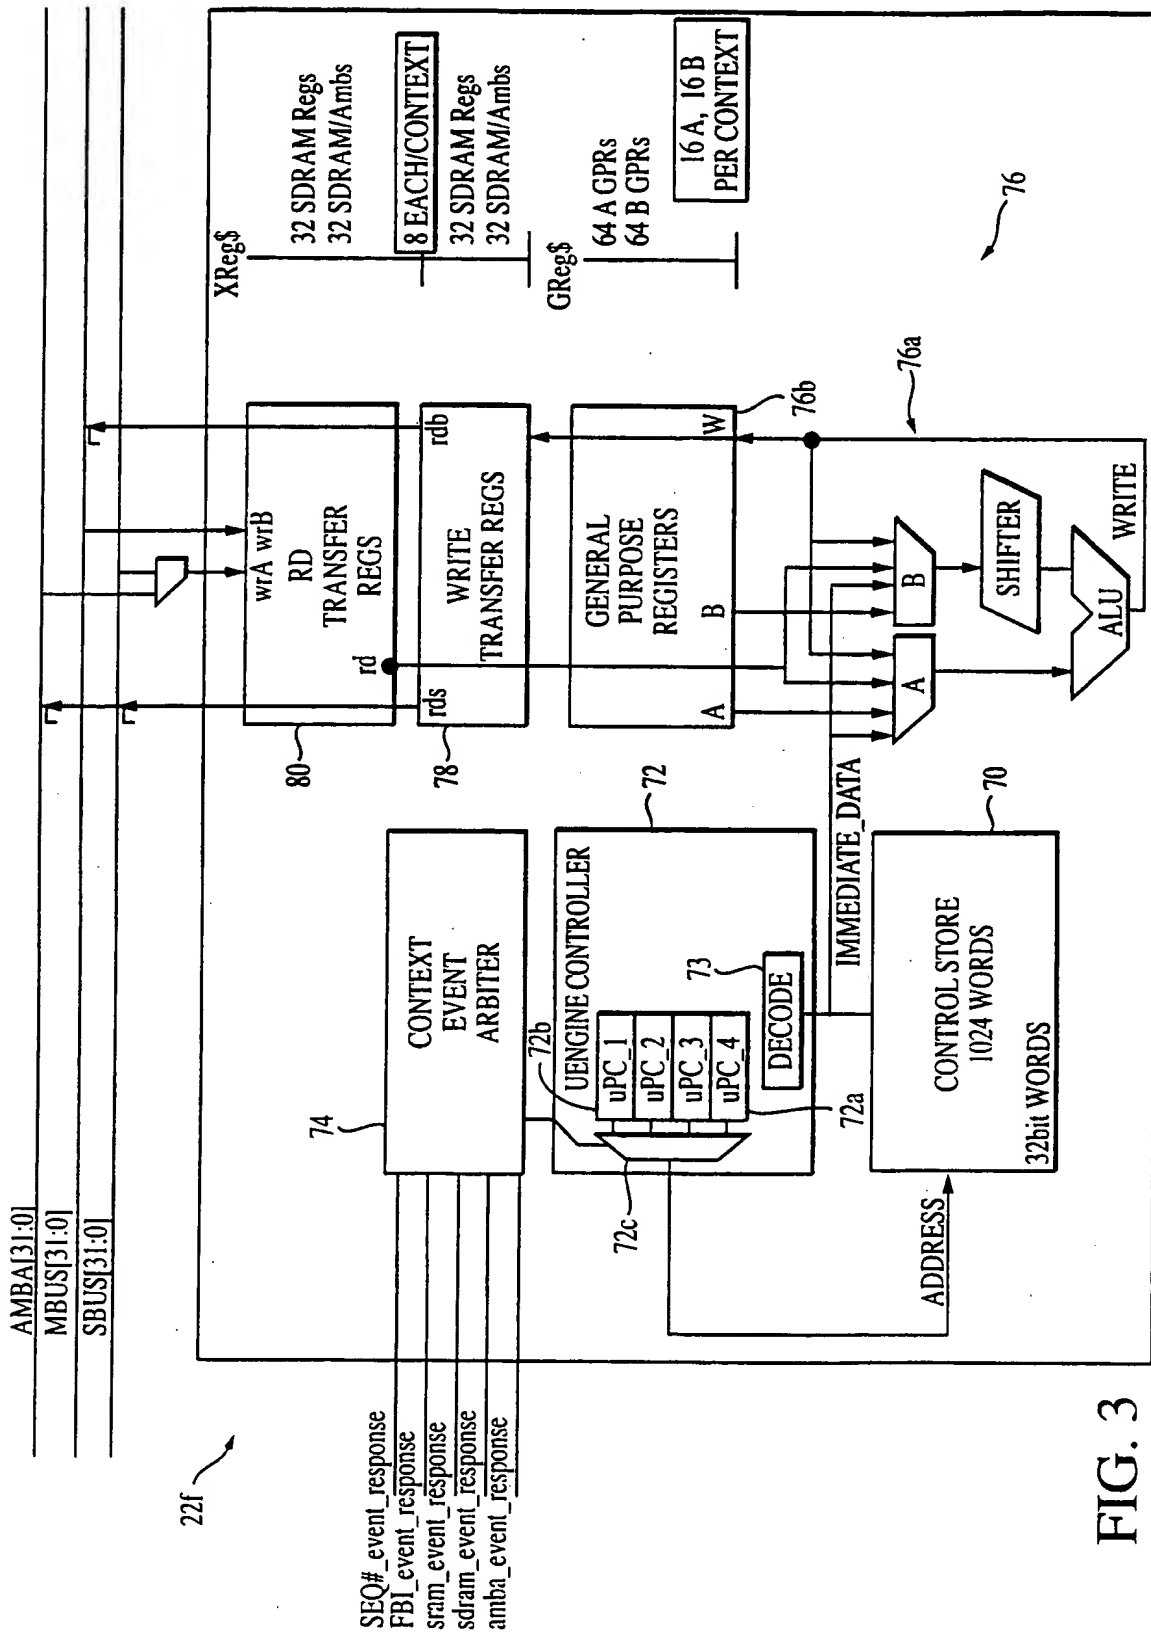 AMBA[31:0]
MBUS[31:0]
SBUS[31:0]
22f
SEQ#_event_response
FBI_event_response
sram_event_response
sdram_event_response
amba_event_response
74
CONTEXT
EVENT
ARBITER
72
UENGINE CONTROLLER
72b
uPC_1
uPC_2
uPC_3
uPC_4
72a
72c
73
DECODE
ADDRESS
IMMEDIATE_DATA
70
CONTROL STORE
1024 WORDS
32bit WORDS
80
wrA wrB
RD
TRANSFER
REGS
rd
78
rds
rdb
WRITE
TRANSFER REGS
GENERAL
PURPOSE
REGISTERS
A
B
W
76b
76a
A
B
SHIFTER
ALU
WRITE
XReg$
32 SDRAM Regs
32 SDRAM/Ambs
8 EACH/CONTEXT
32 SDRAM Regs
32 SDRAM/Ambs
GReg$
64 A GPRs
64 B GPRs
16 A, 16 B
PER CONTEXT
76
FIG. 3